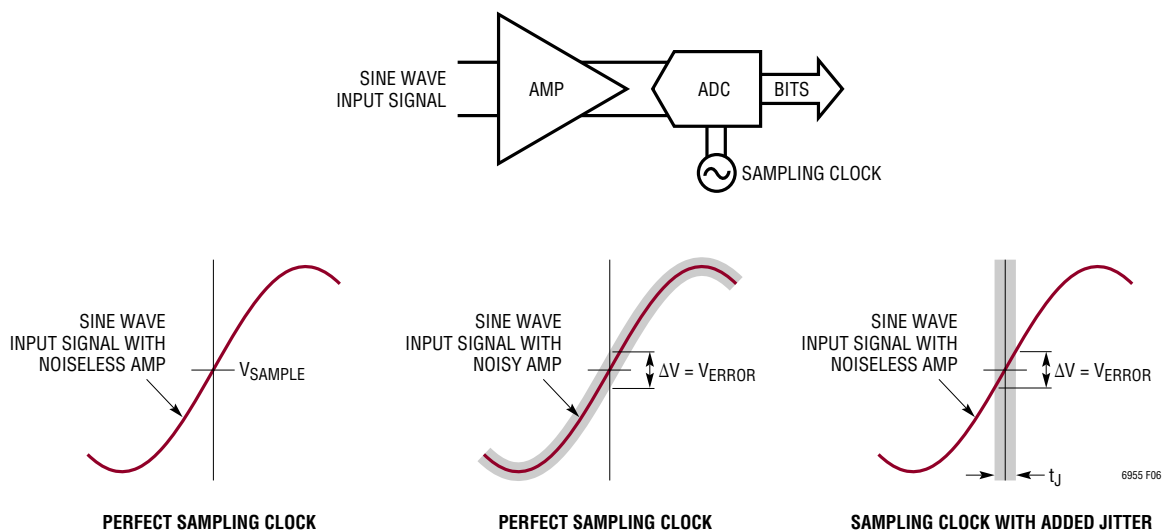 SINE WAVE
INPUT SIGNAL
AMP
ADC
BITS
SAMPLING CLOCK
SINE WAVE
INPUT SIGNAL WITH
NOISELESS AMP
VSAMPLE
PERFECT SAMPLING CLOCK
SINE WAVE
INPUT SIGNAL WITH
NOISY AMP
ΔV = VERROR
PERFECT SAMPLING CLOCK
SINE WAVE
INPUT SIGNAL WITH
NOISELESS AMP
ΔV = VERROR
tJ
6955 F06
SAMPLING CLOCK WITH ADDED JITTER